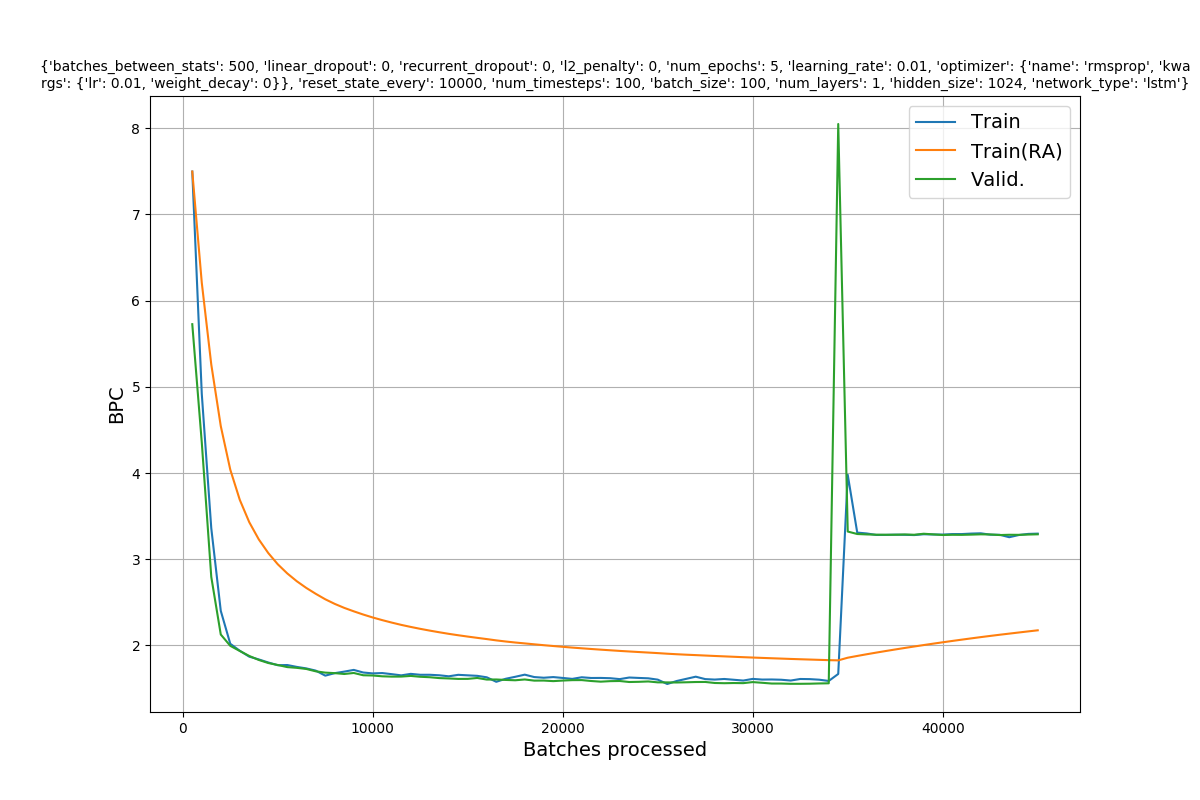 {'batches_between_stats': 500, 'linear_dropout': 0, 'recurrent_dropout': 0, 'l2_penalty': 0, 'num_epochs': 5, 'learning_rate': 0.01, 'optimizer': {'name': 'rmsprop', 'kwa
rgs': {'lr': 0.01, 'weight_decay': 0}}, 'reset_state_every': 10000, 'num_timesteps': 100, 'batch_size': 100, 'num_layers': 1, 'hidden_size': 1024, 'network_type': 'lstm'}
Train
Train(RA)
Valid.
8
7
6
5
4
3
2
BPC
0 10000 20000 30000 40000
Batches processed